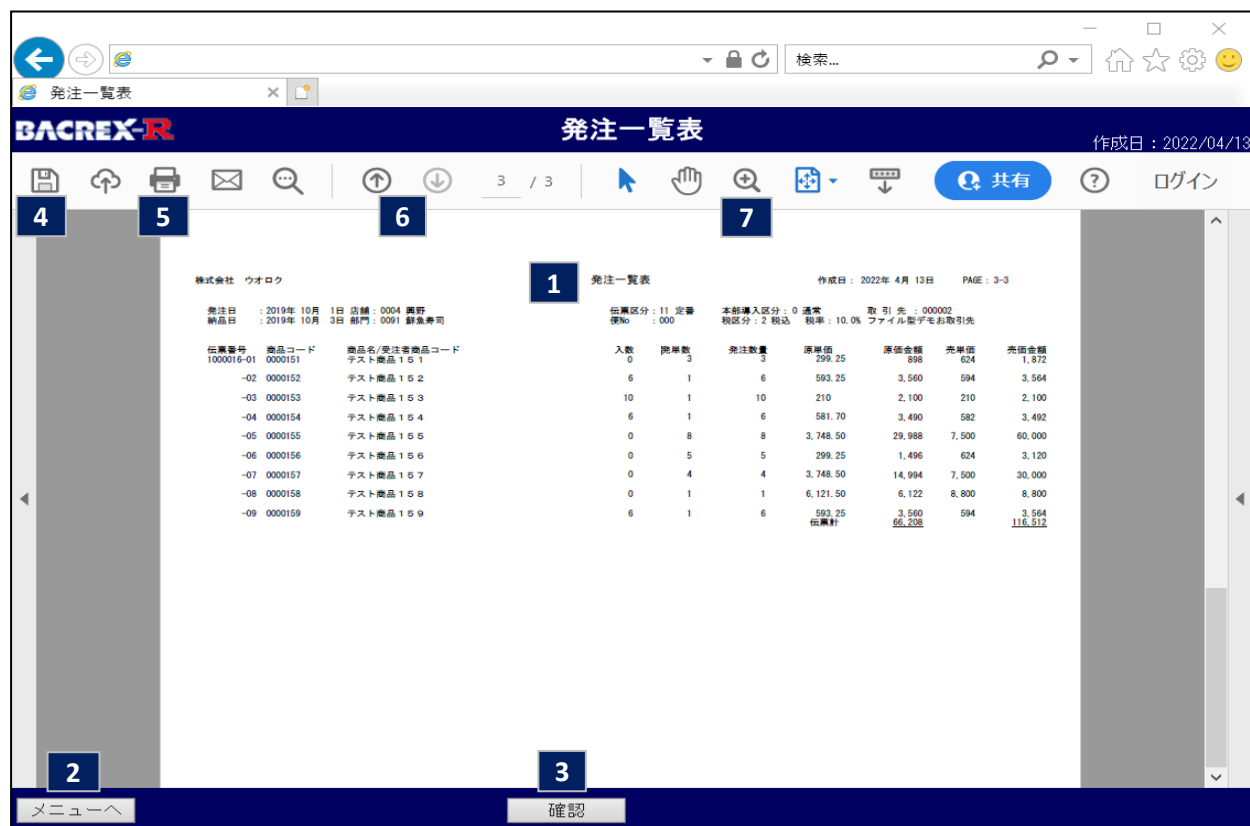 検索...
発注一覧表
BACREX-R 発注一覧表 作成日：2022/04/13
3 / 3 共有 ログイン
4 5 6 7
株式会社 ウオロク 1 発注一覧表 作成日： 2022年 4月 13日 PAGE：3-3
発注日 ：2019年 10月 1日 店舗：0004 興野 伝票区分：11 定番 本部導入区分：0 通常 取 引 先 ：000002
納品日 ：2019年 10月 3日 部門：0091 鮮魚寿司 便No ：000 税区分：2 税込 税率：10.0% ファイル型デモお取引先
伝票番号 商品コード 商品名/受注者商品コード 入数 発単数 発注数量 原単価 原価金額 売単価 売価金額
1000016-01 0000151 テスト商品１５１ 0 3 3 299.25 898 624 1,872
-02 0000152 テスト商品１５２ 6 1 6 593.25 3,560 594 3,564
-03 0000153 テスト商品１５３ 10 1 10 210 2,100 210 2,100
-04 0000154 テスト商品１５４ 6 1 6 581.70 3,490 582 3,492
-05 0000155 テスト商品１５５ 0 8 8 3,748.50 29,988 7,500 60,000
-06 0000156 テスト商品１５６ 0 5 5 299.25 1,496 624 3,120
-07 0000157 テスト商品１５７ 0 4 4 3,748.50 14,994 7,500 30,000
-08 0000158 テスト商品１５８ 0 1 1 6,121.50 6,122 8,800 8,800
-09 0000159 テスト商品１５９ 6 1 6 593.25 3,560 594 3,564
伝票計 66,208 116,512
2 3
メニューへ 確認